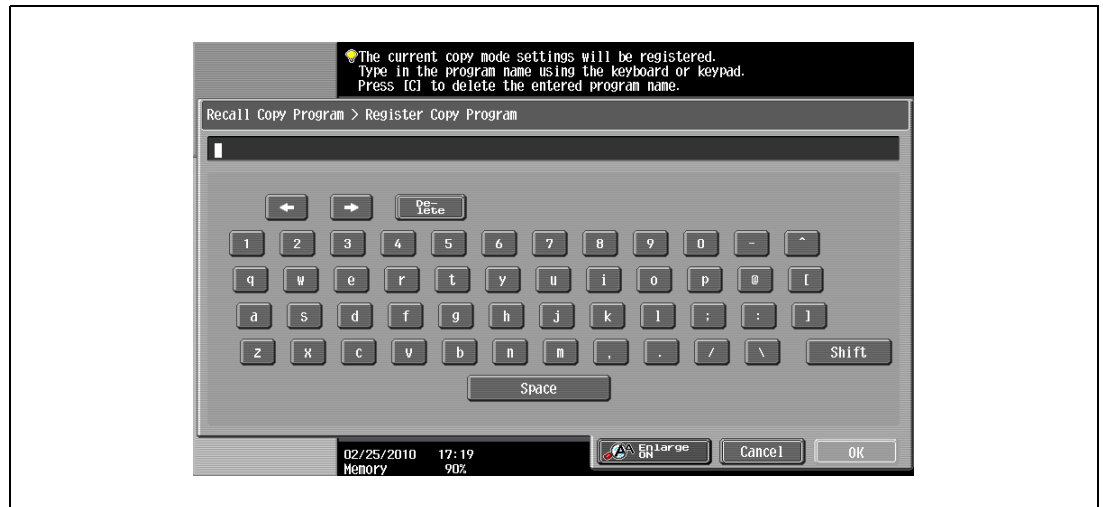 The current copy mode settings will be registered.
Type in the program name using the keyboard or keypad.
Press [C] to delete the entered program name.
Recall Copy Program > Register Copy Program
← → De-lete
1 2 3 4 5 6 7 8 9 0 - ^
q w e r t y u i o p @ [
a s d f g h j k l ; : ]
z x c v b n m , . / \ Shift
Space
02/25/2010 17:19
Memory 90%
Enlarge ON Cancel OK